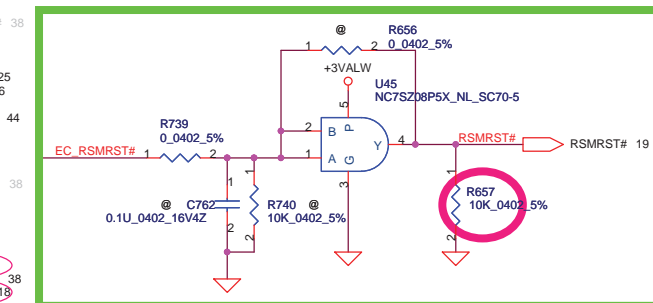 38
@
R656
0_0402_5%
1
2
+3VALW
25
6
U45
NC7SZ08P5X_NL_SC70-5
44
5
R739
0_0402_5%
2
B
P
EC_RSMRST#
1
2
1
A
G
Y
4
RSMRST#
RSMRST# 19
38
1
1
3
1
@
C762
0.1U_0402_16V4Z
R740
@
10K_0402_5%
R657
10K_0402_5%
2
2
2
38
18